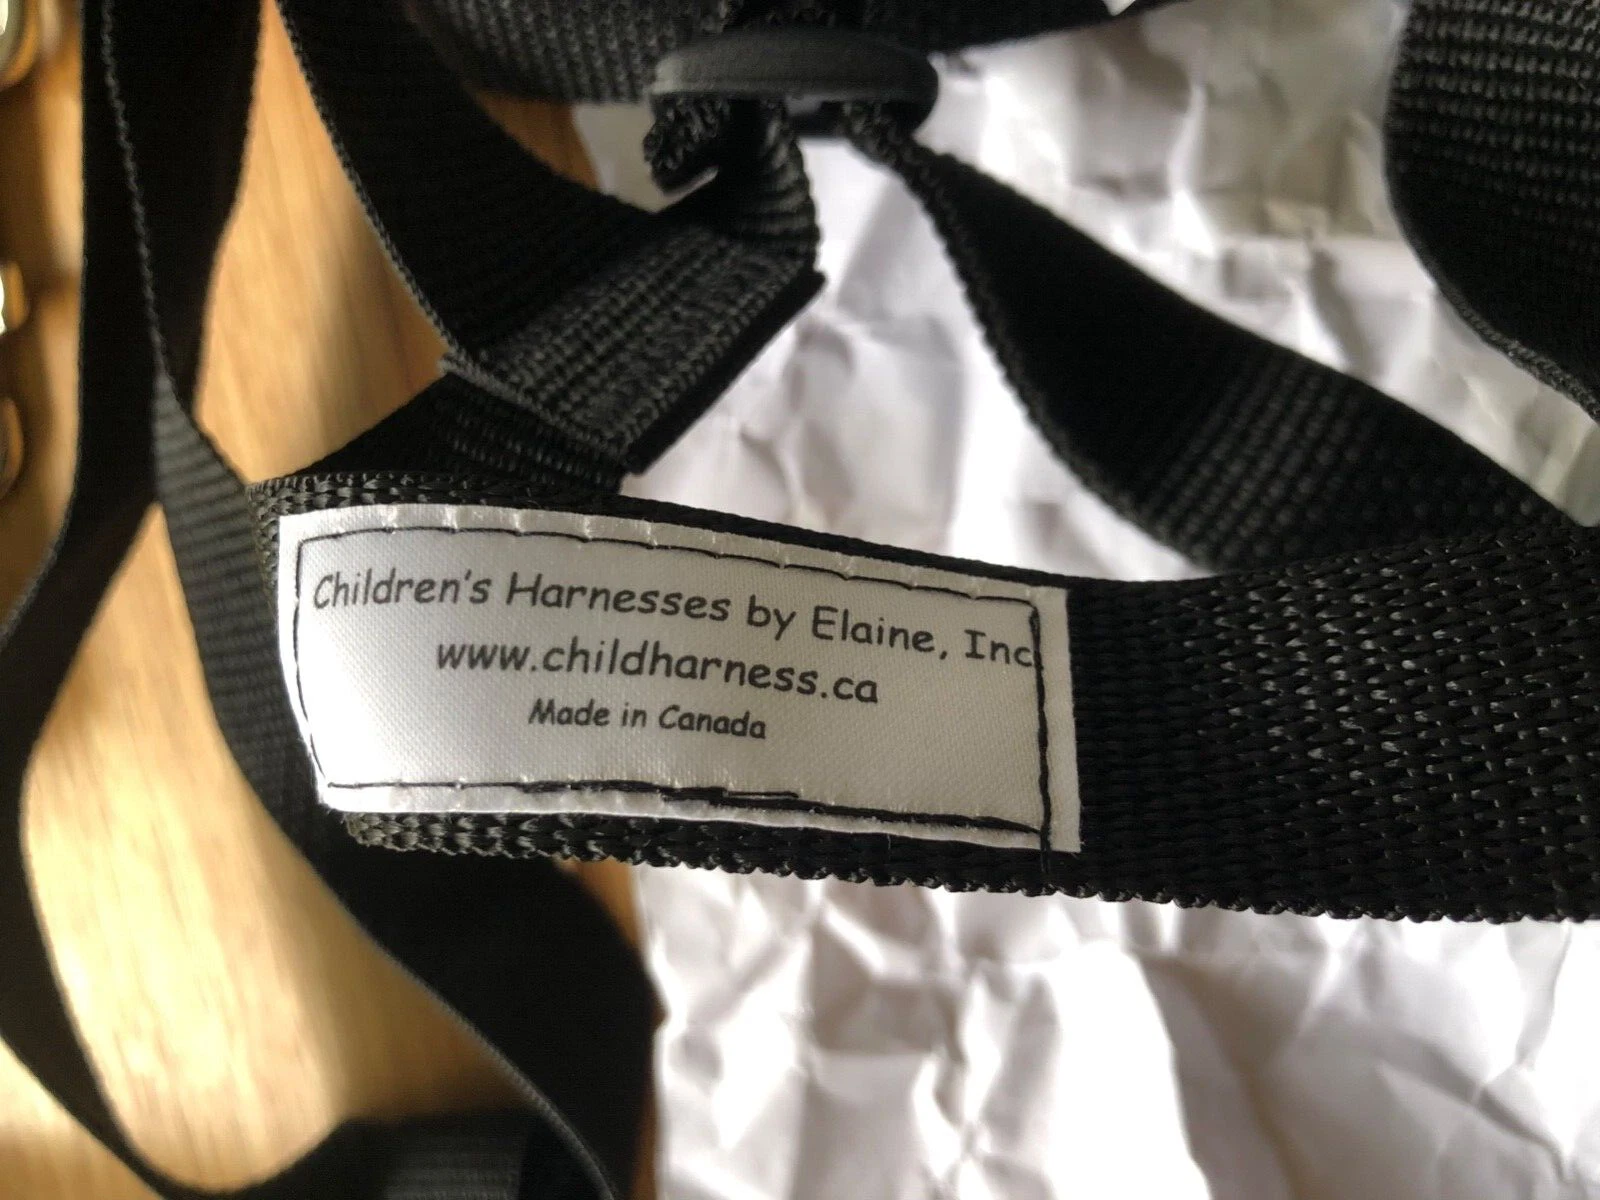 Children's Harnesses by Elaine, Inc
www.childharness.ca
Made in Canada